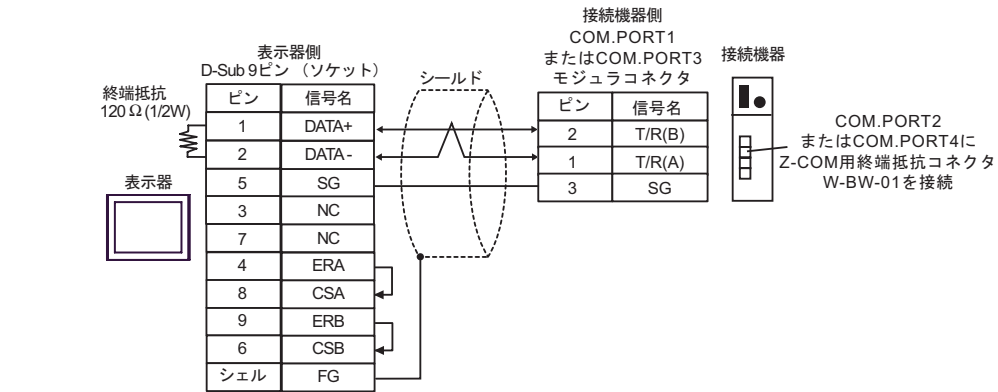 接続機器側
COM.PORT1
またはCOM.PORT3
モジュラコネクタ
接続機器
表示器側
D-Sub 9ピン （ソケット）
シールド
終端抵抗
120 Ω (1/2W)
ピン 信号名
1 DATA+
2 DATA-
5 SG
3 NC
7 NC
4 ERA
8 CSA
9 ERB
6 CSB
シェル FG
表示器
ピン 信号名
2 T/R(B)
1 T/R(A)
3 SG
COM.PORT2
またはCOM.PORT4に
Z-COM用終端抵抗コネクタ
W-BW-01を接続